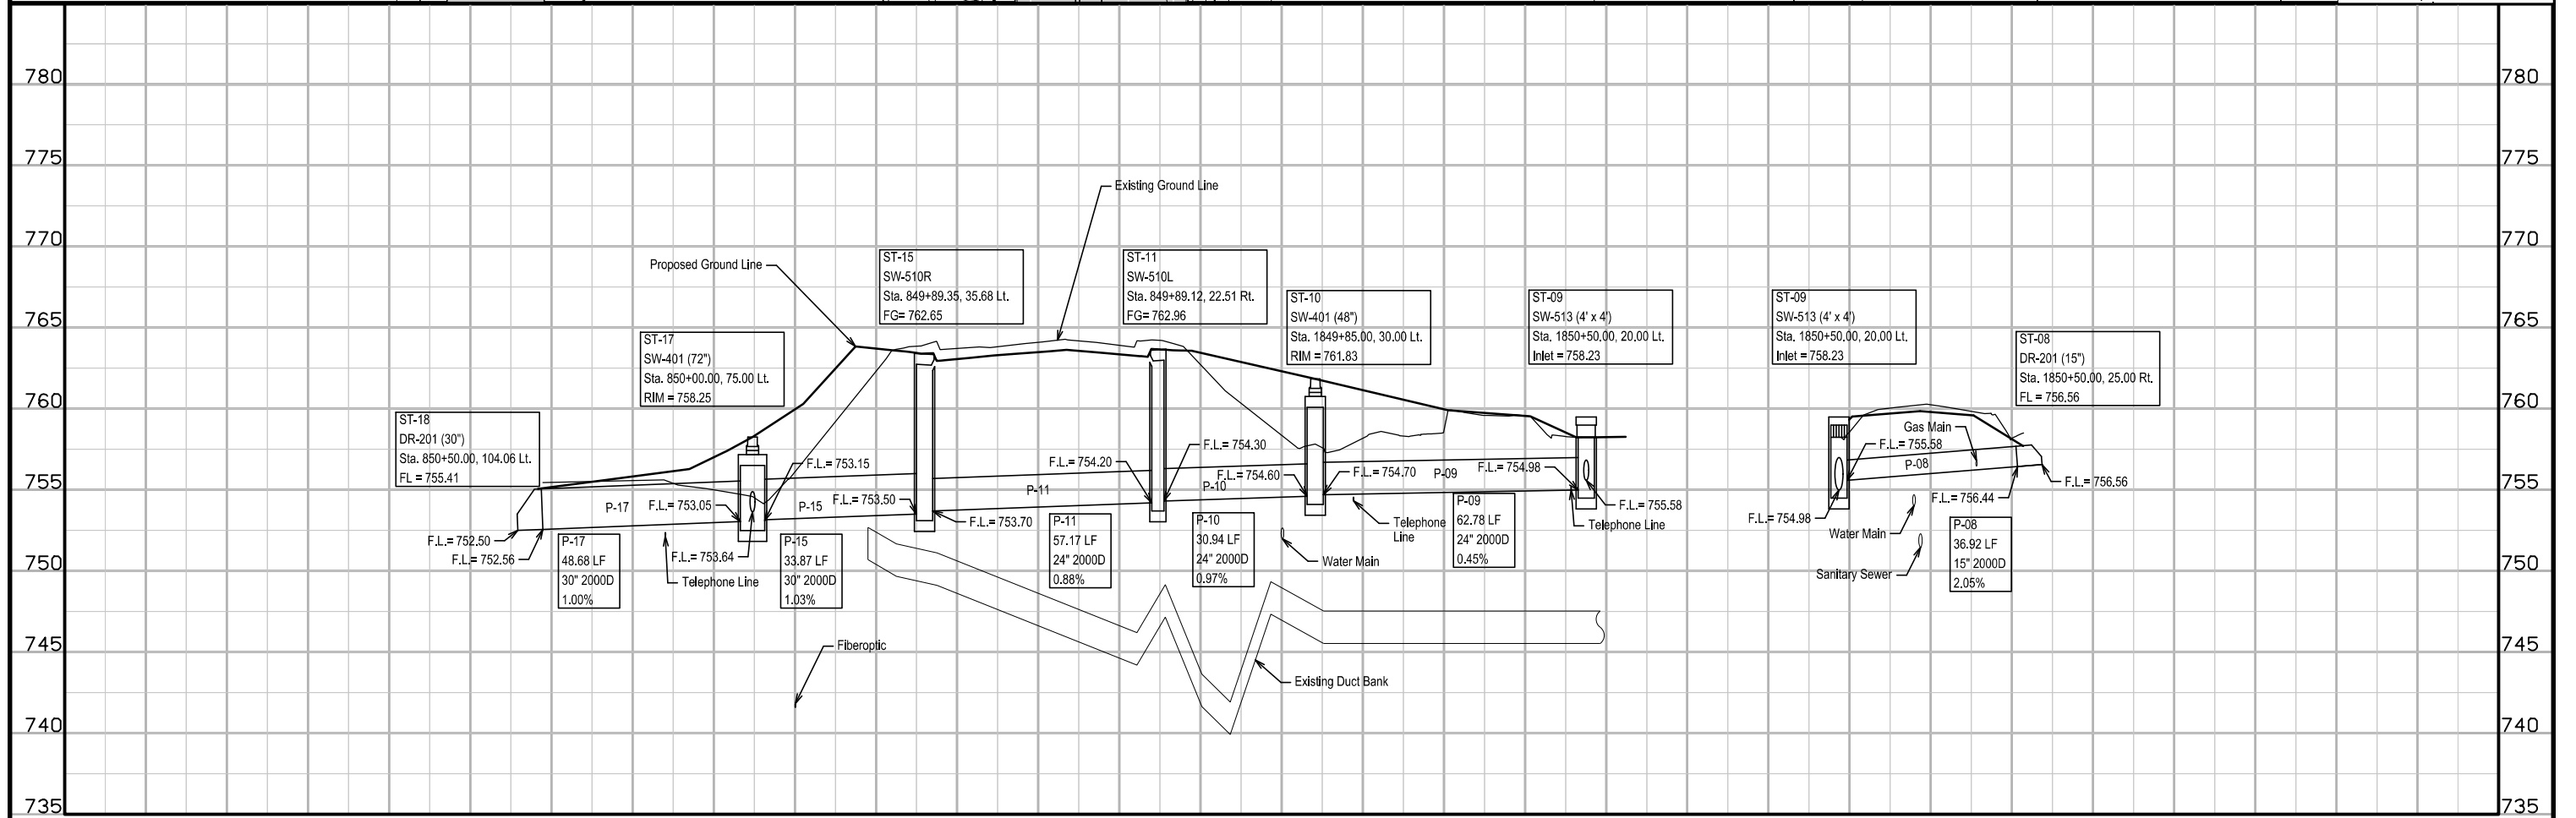 780
780
775
775
Existing Ground Line
770
770
Proposed Ground Line
ST-15
SW-510R
Sta. 849+89.35, 35.68 Lt.
FG= 762.65
ST-11
SW-510L
Sta. 849+89.12, 22.51 Rt.
FG= 762.96
ST-10
SW-401 (48")
Sta. 1849+85.00, 30.00 Lt.
RIM = 761.83
ST-09
SW-513 (4' x 4')
Sta. 1850+50.00, 20.00 Lt.
Inlet = 758.23
ST-09
SW-513 (4' x 4')
Sta. 1850+50.00, 20.00 Lt.
Inlet = 758.23
765
765
ST-17
SW-401 (72")
Sta. 850+00.00, 75.00 Lt.
RIM = 758.25
ST-08
DR-201 (15")
Sta. 1850+50.00, 25.00 Rt.
FL = 756.56
760
760
ST-18
DR-201 (30")
Sta. 850+50.00, 104.06 Lt.
FL = 755.41
Gas Main
F.L.= 755.58
F.L.= 754.30
F.L.= 753.15
F.L.= 754.20
F.L.= 754.60
F.L.= 754.70
P-09
F.L.= 754.98
P-08
F.L.= 756.56
755
755
P-17
F.L.= 753.05
P-15
F.L.= 753.50
P-11
P-10
F.L.= 755.58
F.L.= 756.44
F.L.= 754.98
F.L.= 753.70
Telephone
Line
Telephone Line
Water Main
P-09
62.78 LF
24" 2000D
0.45%
F.L.= 752.50
F.L.= 752.56
F.L.= 753.64
P-17
48.68 LF
30" 2000D
1.00%
Telephone Line
P-15
33.87 LF
30" 2000D
1.03%
P-11
57.17 LF
24" 2000D
0.88%
P-10
30.94 LF
24" 2000D
0.97%
Water Main
Sanitary Sewer
P-08
36.92 LF
15" 2000D
2.05%
750
750
Fiberoptic
745
745
Existing Duct Bank
740
740
735
735